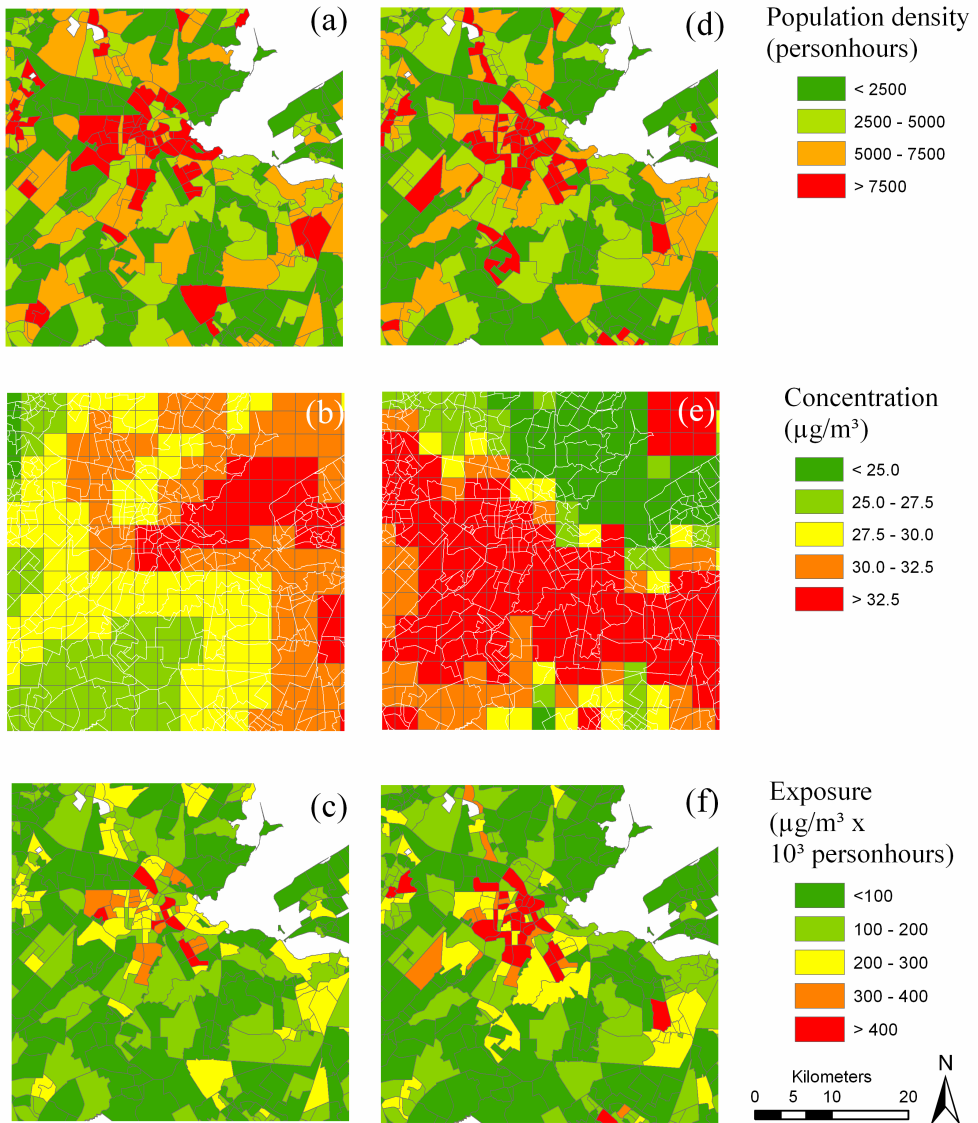 (a)
(d)
Population density
(personhours)
< 2500
2500 - 5000
5000 - 7500
> 7500
(b)
(e)
Concentration
(µg/m³)
< 25.0
25.0 - 27.5
27.5 - 30.0
30.0 - 32.5
> 32.5
(c)
(f)
Exposure
(µg/m³ x
10³ personhours)
<100
100 - 200
200 - 300
300 - 400
> 400
Kilometers
0 5 10 20
N